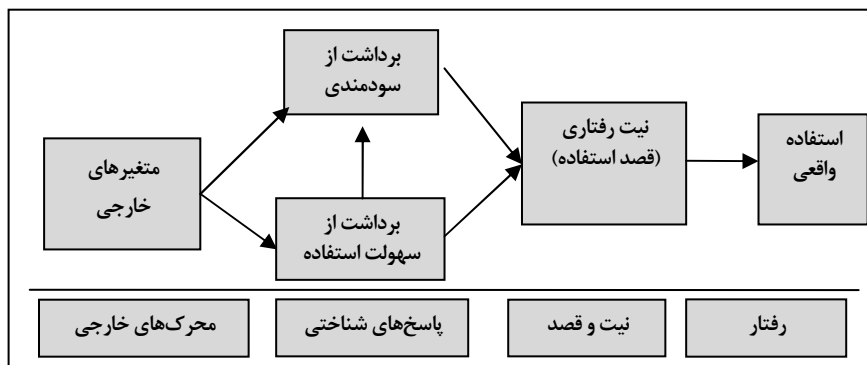 برداشت از
سودمندی
متغیرهای
خارجی
برداشت از
سهولت استفاده
نیت رفتاری
(قصد استفاده)
استفاده
واقعی
محرک‌های خارجی
پاسخ‌های شناختی
نیت و قصد
رفتار